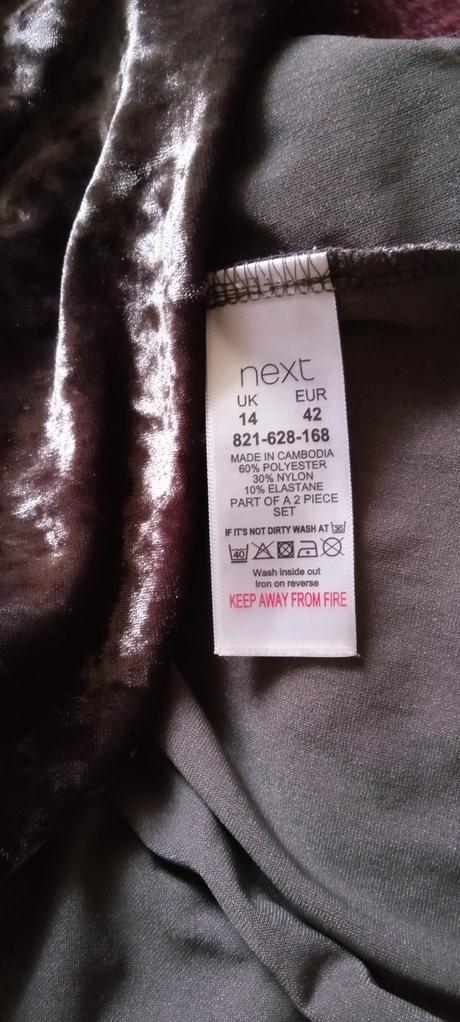 next
UK EUR
14 42
821-628-168
MADE IN CAMBODIA
60% POLYESTER
30% NYLON
10% ELASTANE
PART OF A 2 PIECE
SET
IF IT'S NOT DIRTY WASH AT 30
40
Wash inside out
Iron on reverse
KEEP AWAY FROM FIRE